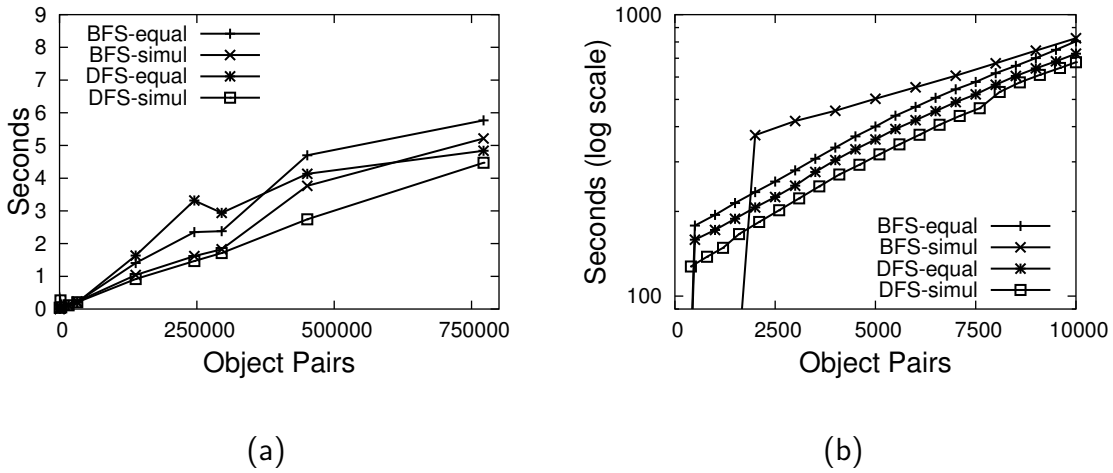 9
8
7
6
5
4
3
2
1
0
Seconds
BFS-equal
BFS-simul
DFS-equal
DFS-simul
0 250000 500000 750000
Object Pairs
(a)
1000
100
Seconds (log scale)
BFS-equal
BFS-simul
DFS-equal
DFS-simul
0 2500 5000 7500 10000
Object Pairs
(b)